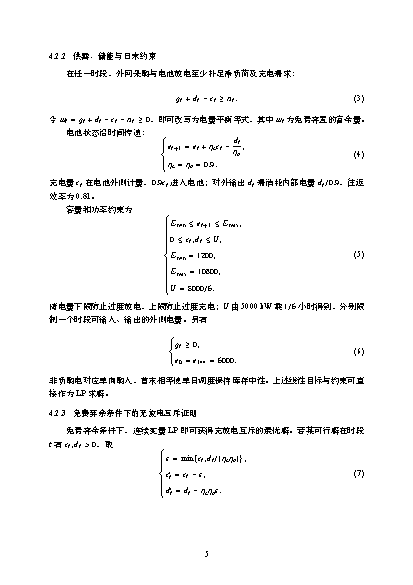 4.2.2 供需、储能与日末约束
在任一时段，外网采购与电池放电至少补足净负荷及充电需求：
g_t + d_t − c_t ≥ n_t. (3)
令 w_t = g_t + d_t − c_t − n_t ≥ 0，即可改写为电量平衡等式，其中 w_t 为免费弃置的富余量。
电池状态沿时间传递：
e_{t+1} = e_t + η_c c_t − d_t/η_d, (4)
η_c = η_d = 0.9.
充电量 c_t 在电池外侧计量，0.9c_t 进入电池；对外输出 d_t 需消耗内部电量 d_t/0.9，往返
效率为 0.81。
容量和功率约束为
E_min ≤ e_{t+1} ≤ E_max,
0 ≤ c_t, d_t ≤ U,
E_min = 1200, (5)
E_max = 10800,
U = 5000/6.
储电量下限防止过度放电，上限防止过度充电；U 由 5000 kW 乘 1/6 小时得到，分别限
制一个时段可输入、输出的外侧电量。另有
g_t ≥ 0, (6)
e_0 = e_144 = 6000.
非负购电对应单向购入，首末相等使单日调度保持库存中性。上述线性目标与约束可直
接作为 LP 求解。
4.2.3 免费弃余条件下的充放电互斥证明
免费弃余条件下，连续变量 LP 即可获得充放电互斥的最优解。若某可行解在时段
t 有 c_t, d_t > 0，取
ε = min{c_t, d_t/(η_cη_d)},
c′_t = c_t − ε, (7)
d′_t = d_t − η_cη_dε.
5